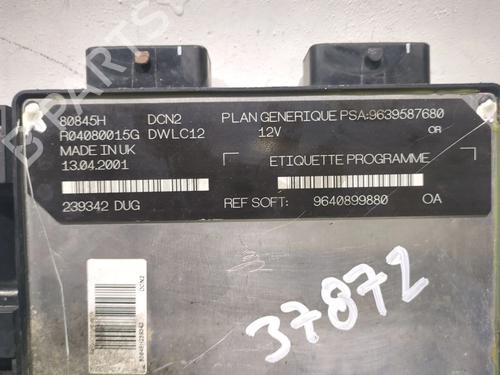 80845H DCN2 PLAN GENERIQUE PSA:9639587680
R04080015G DWLC12 12V OR
MADE IN UK
13.04.2001 ETIQUETTE PROGRAMME
239342 DUG REF SOFT: 9640899880 OA
DCN2
37872